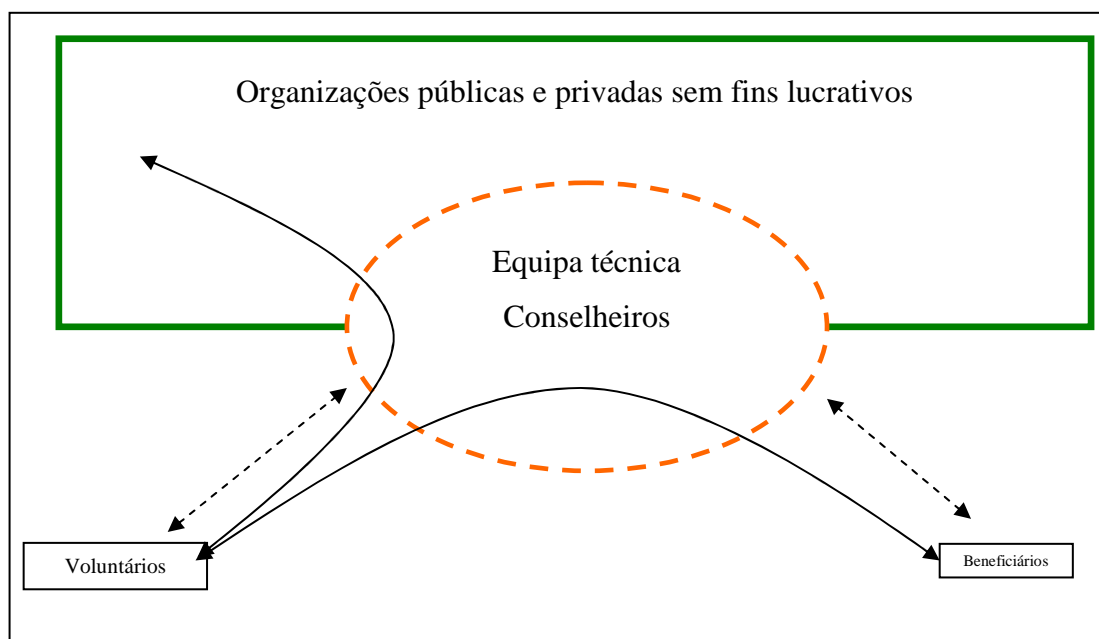 Organizações públicas e privadas sem fins lucrativos
Equipa técnica
Conselheiros
Voluntários
Beneficiários